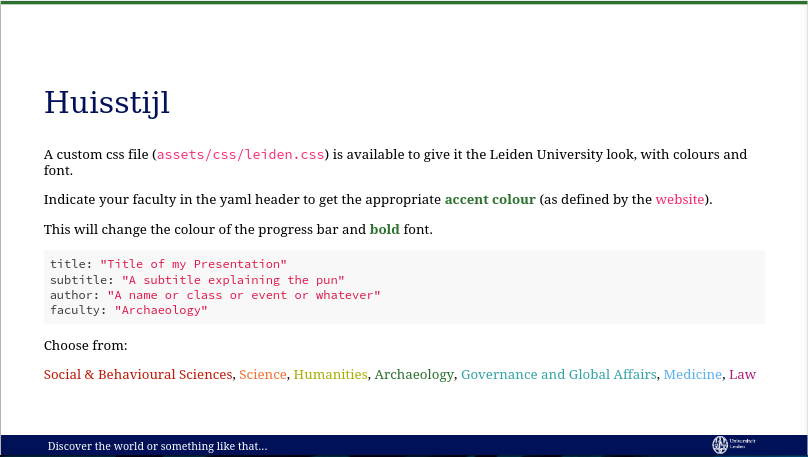 Huisstijl
A custom css file (assets/css/leiden.css) is available to give it the Leiden University look, with colours and
font.
Indicate your faculty in the yaml header to get the appropriate accent colour (as defined by the website).
This will change the colour of the progress bar and bold font.
title: "Title of my Presentation"
subtitle: "A subtitle explaining the pun"
author: "A name or class or event or whatever"
faculty: "Archaeology"
Choose from:
Social & Behavioural Sciences, Science, Humanities, Archaeology, Governance and Global Affairs, Medicine, Law
Discover the world or something like that...
Universiteit
Leiden